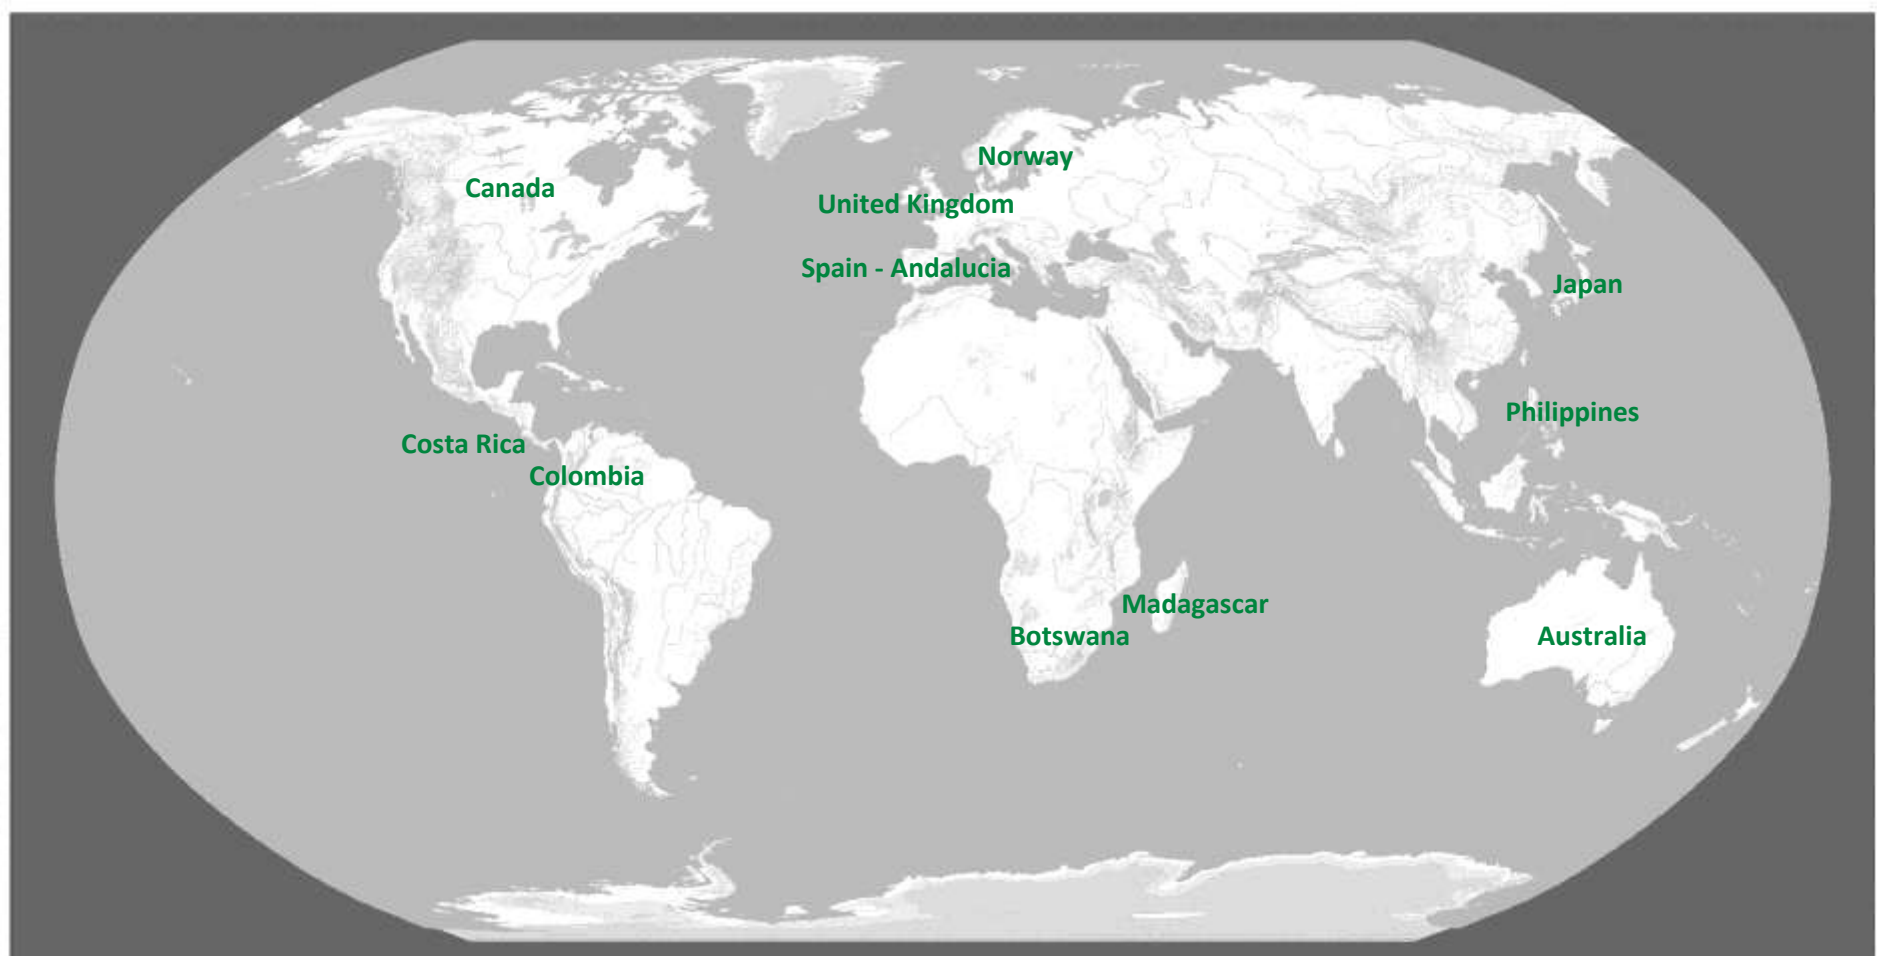 Norway
Canada
United Kingdom
Spain - Andalucia
Japan
Philippines
Costa Rica
Colombia
Madagascar
Botswana
Australia